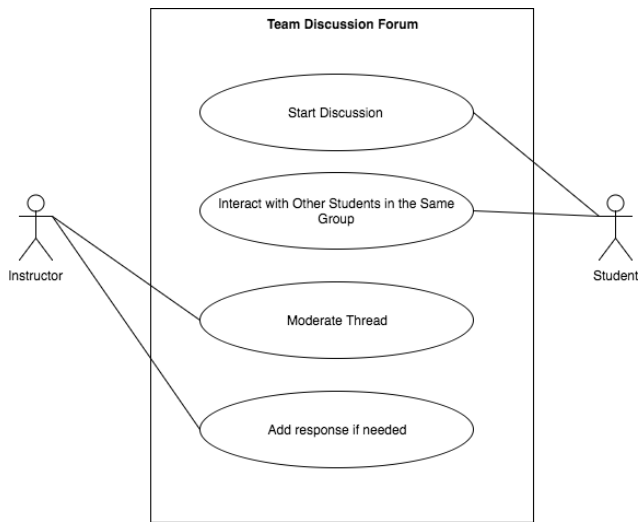 Team Discussion Forum
Start Discussion
Interact with Other Students in the Same
Group
Instructor
Student
Moderate Thread
Add response if needed